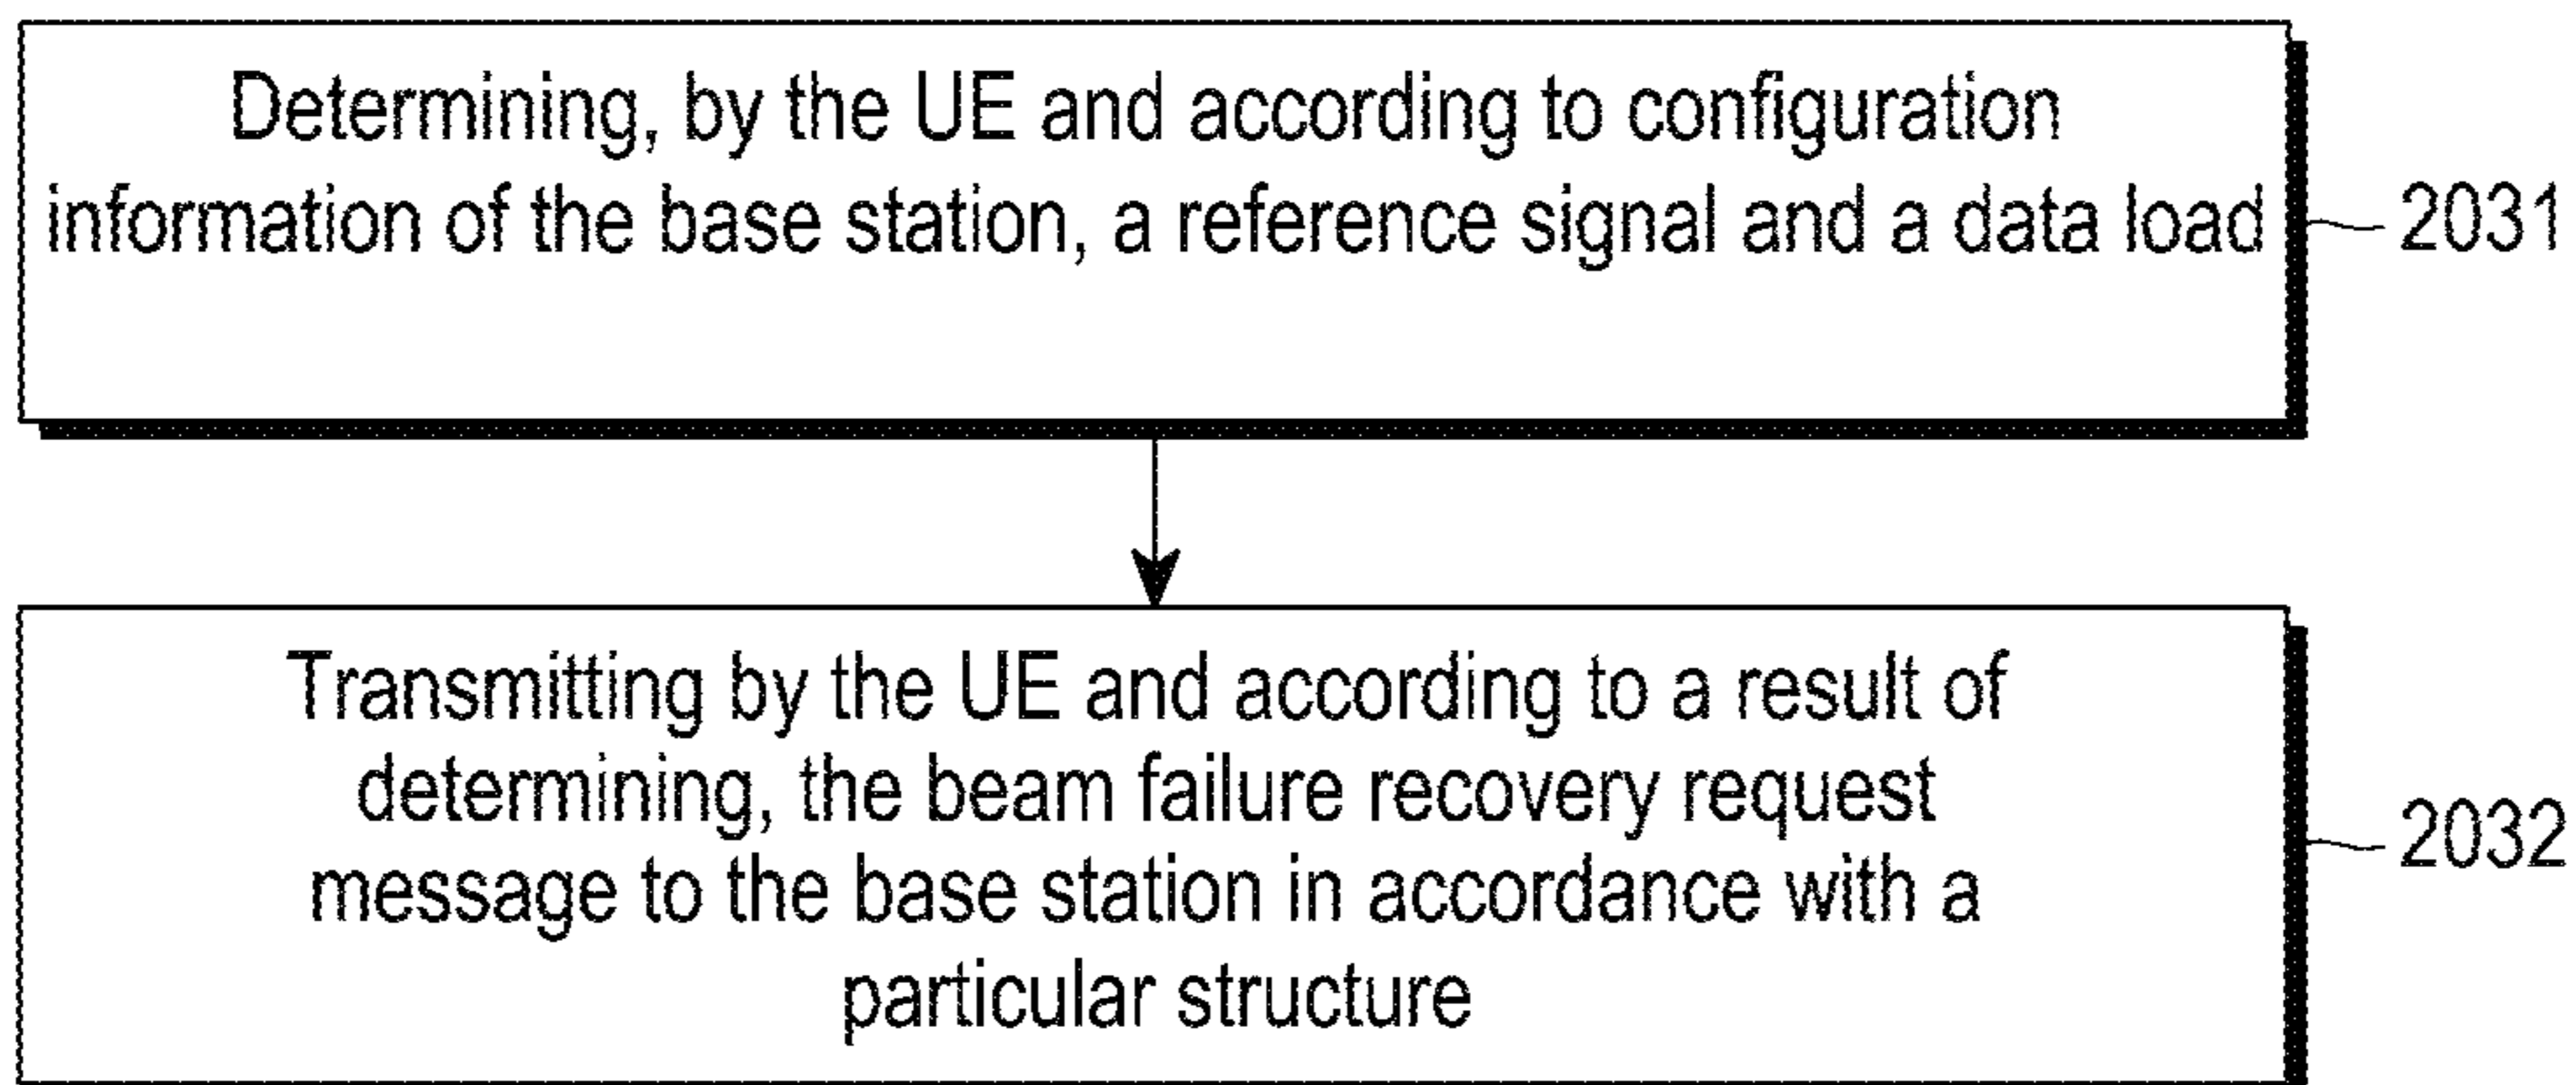 Determining, by the UE and according to configuration
information of the base station, a reference signal and a data load
2031
Transmitting by the UE and according to a result of
determining, the beam failure recovery request
message to the base station in accordance with a
particular structure
2032